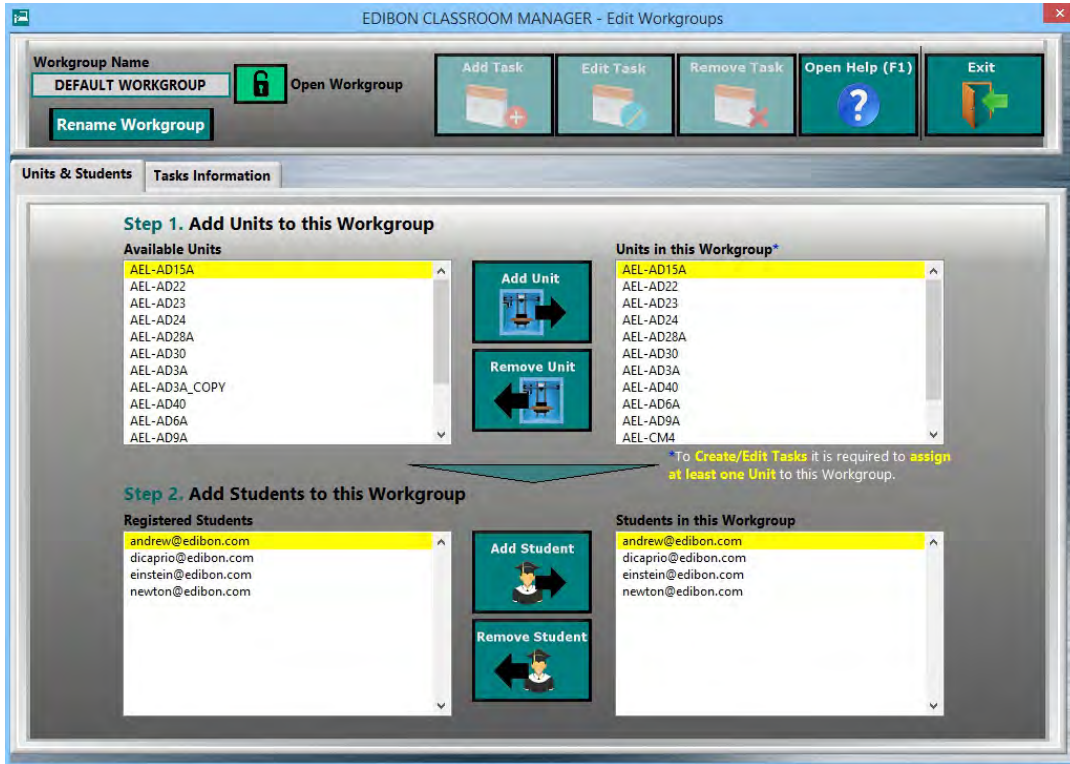 EDIBON CLASSROOM MANAGER - Edit Workgroups
Workgroup Name
DEFAULT WORKGROUP
Open Workgroup
Rename Workgroup
Add Task
Edit Task
Remove Task
Open Help (F1)
Exit
Units & Students
Tasks Information
Step 1. Add Units to this Workgroup
Available Units
AEL-AD15A
AEL-AD22
AEL-AD23
AEL-AD24
AEL-AD28A
AEL-AD30
AEL-AD3A
AEL-AD3A_COPY
AEL-AD40
AEL-AD6A
AEL-AD9A
Add Unit
Remove Unit
Units in this Workgroup*
AEL-AD15A
AEL-AD22
AEL-AD23
AEL-AD24
AEL-AD28A
AEL-AD30
AEL-AD3A
AEL-AD40
AEL-AD6A
AEL-AD9A
AEL-CM4
*To Create/Edit Tasks it is required to assign
at least one Unit to this Workgroup.
Step 2. Add Students to this Workgroup
Registered Students
andrew@edibon.com
dicaprio@edibon.com
einstein@edibon.com
newton@edibon.com
Add Student
Remove Student
Students in this Workgroup
andrew@edibon.com
dicaprio@edibon.com
einstein@edibon.com
newton@edibon.com